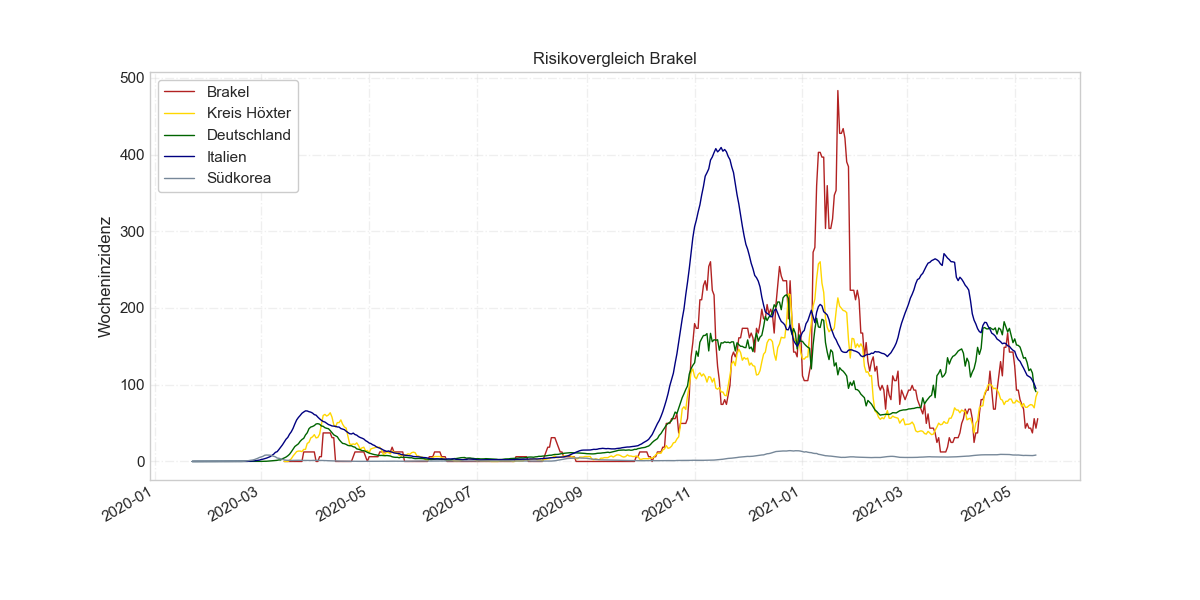 Risikovergleich Brakel
Wocheninzidenz
500
400
300
200
100
0
Brakel
Kreis Höxter
Deutschland
Italien
Südkorea
2020-01
2020-03
2020-05
2020-07
2020-09
2020-11
2021-01
2021-03
2021-05